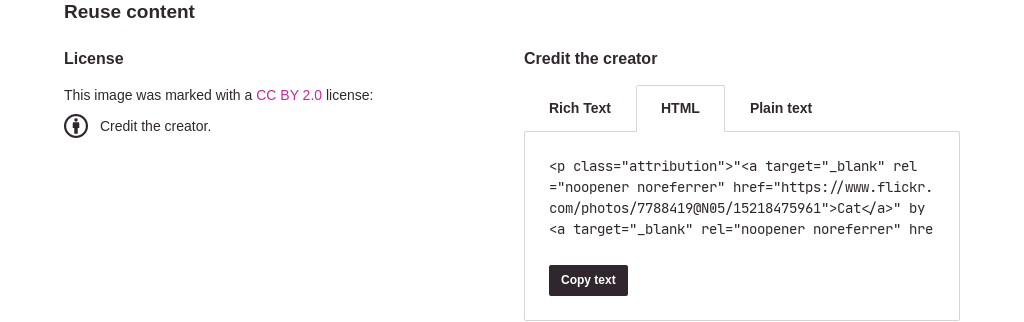 Reuse content
License
This image was marked with a CC BY 2.0 license:
Credit the creator.
Credit the creator
Rich Text
HTML
Plain text
<p class="attribution">"<a target="_blank" rel
="noopener noreferrer" href="https://www.flickr.
com/photos/7788419@N05/15218475961">Cat</a>" by
<a target="_blank" rel="noopener noreferrer" hre
Copy text